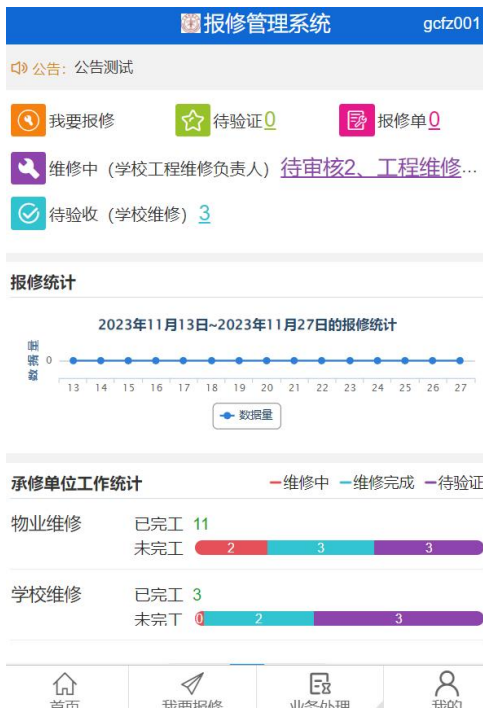 报修管理系统 gcfz001
公告：公告测试
我要报修 待验证0 报修单0
维修中（学校工程维修负责人） 待审核2、工程维修...
待验收（学校维修） 3
报修统计
2023年11月13日~2023年11月27日的报修统计
数据量
0
13 14 15 16 17 18 19 20 21 22 23 24 25 26 27
数据量
承修单位工作统计 维修中 维修完成 待验证
物业维修 已完工 11
未完工 2 3 3
学校维修 已完工 3
未完工 0 2 3
首页 我要报修 业务处理 我的